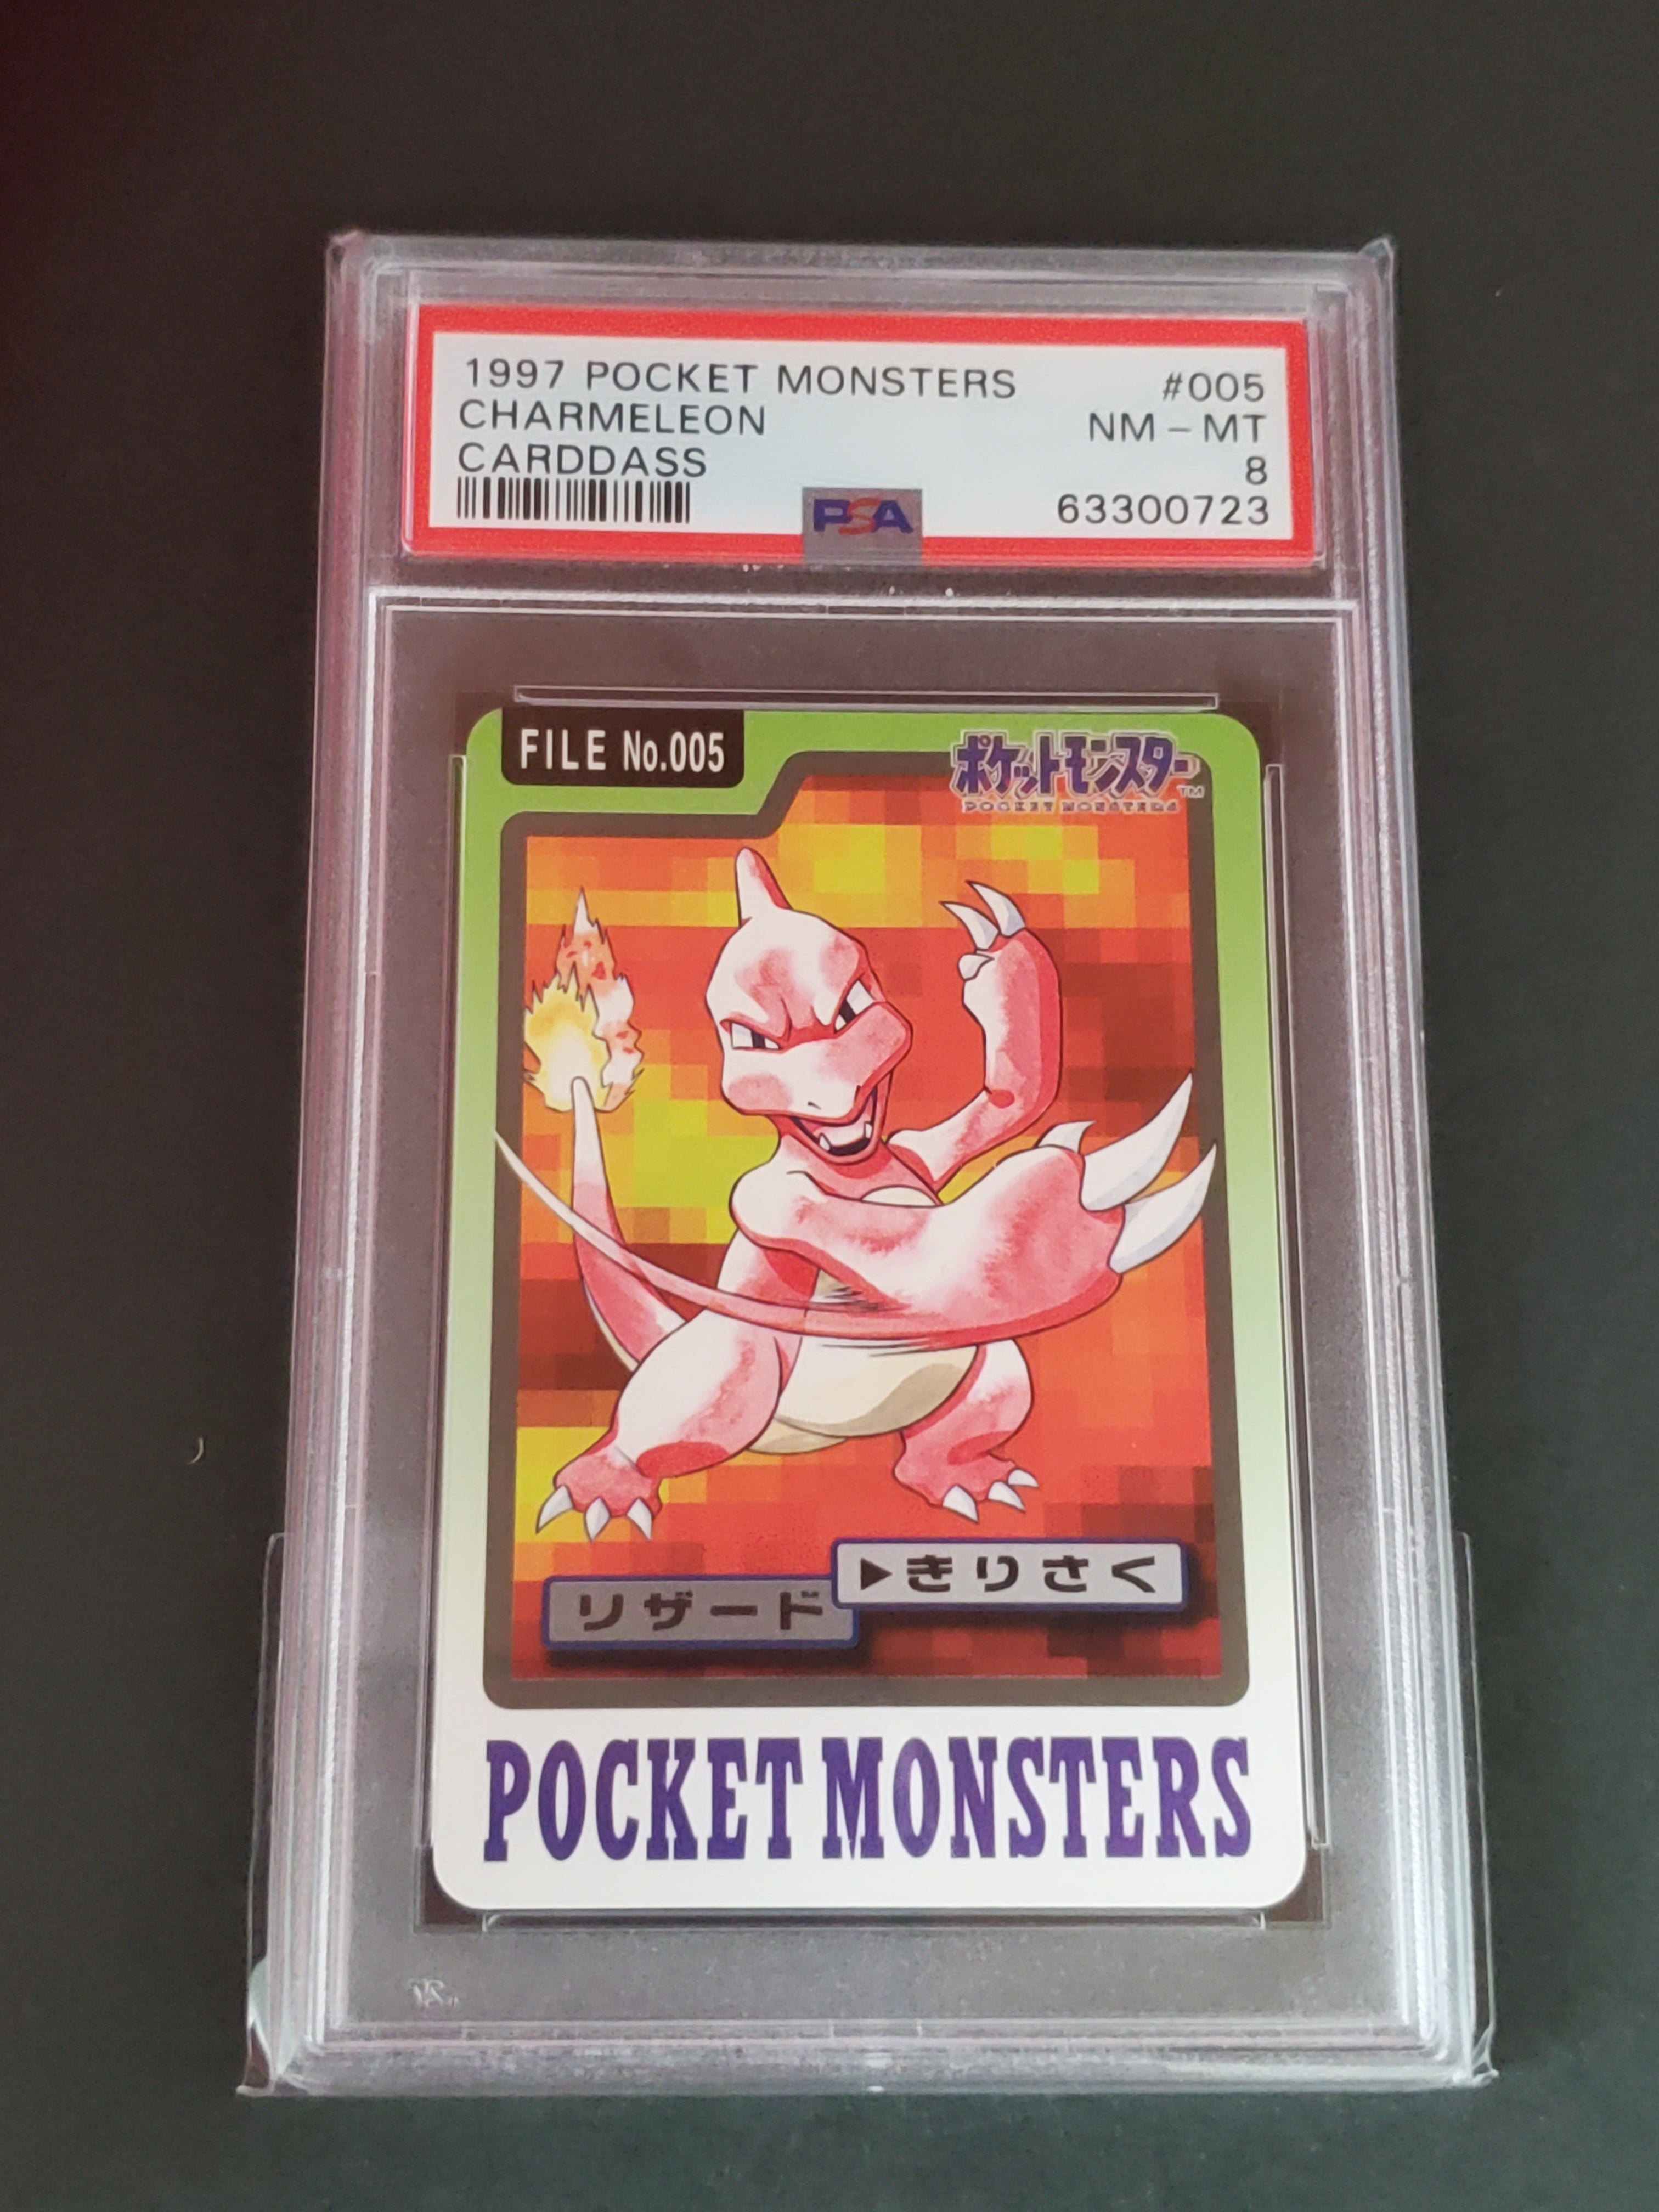 1997 POCKET MONSTERS #005
CHARMELEON NM - MT
CARDDASS 8
PSA 63300723
FILE No.005
ポケットモンスター TM
POCKET MONSTERS
▶きりさく
リザード
POCKET MONSTERS